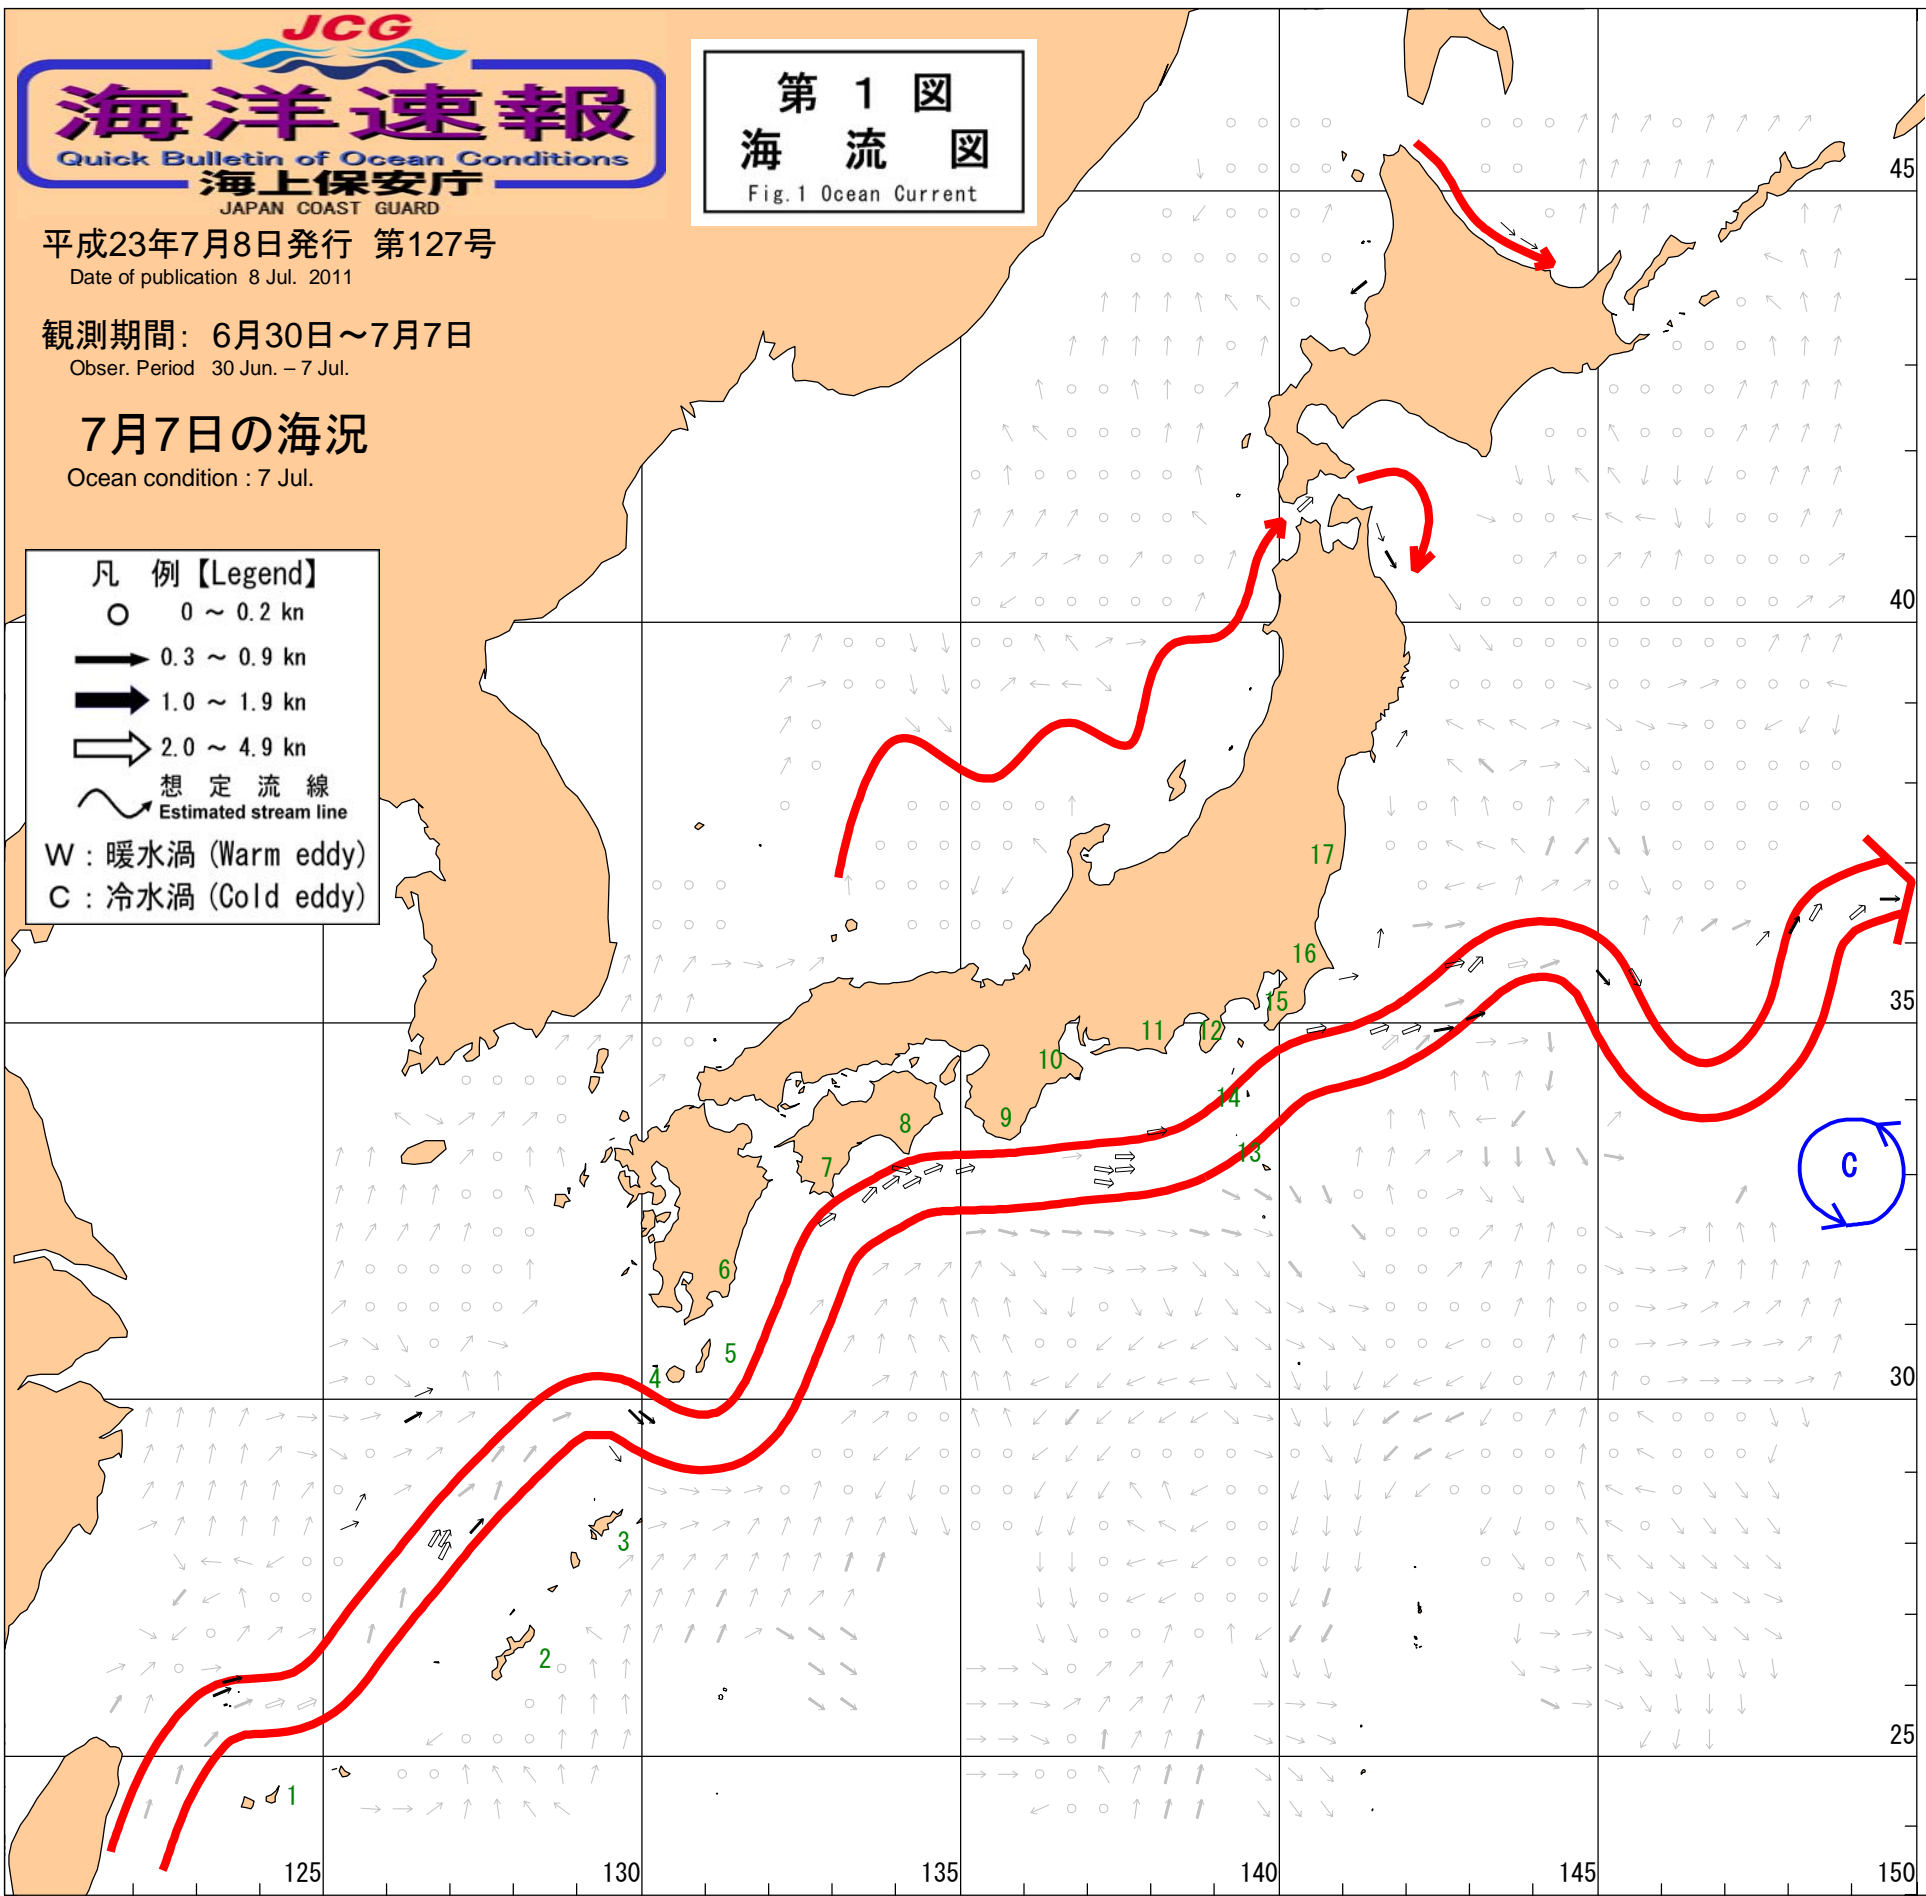 JCG
海洋速報
Quick Bulletin of Ocean Conditions
海上保安庁
JAPAN COAST GUARD
第 1 図
海 流 図
Fig.1 Ocean Current
平成23年7月8日発行 第127号
Date of publication 8 Jul. 2011
観測期間： 6月30日～7月7日
Obser. Period 30 Jun. – 7 Jul.
7月7日の海況
Ocean condition : 7 Jul.
凡 例【Legend】
0 ～ 0.2 kn
0.3 ～ 0.9 kn
1.0 ～ 1.9 kn
2.0 ～ 4.9 kn
想 定 流 線
Estimated stream line
W : 暖水渦 (Warm eddy)
C : 冷水渦 (Cold eddy)
45
40
17
16
35
15
11
12
10
14
9
8
13
7
C
6
5
4
30
3
2
25
1
125
130
135
140
145
150